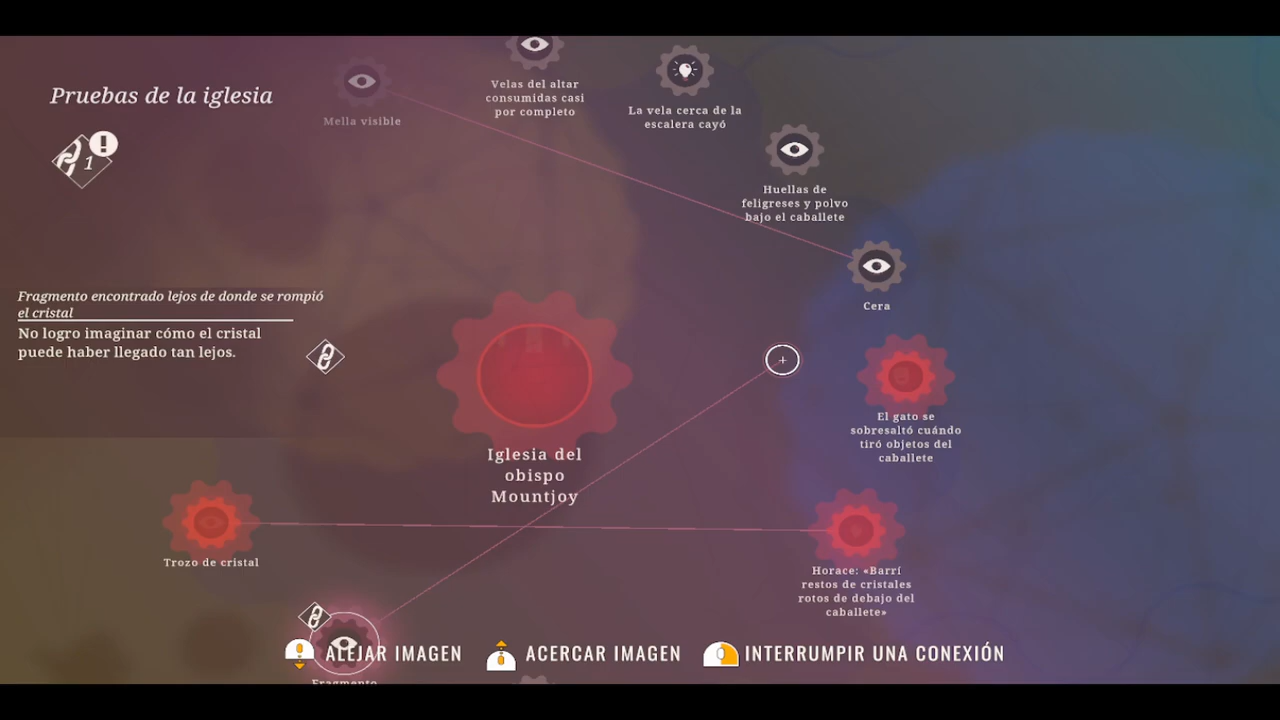 Pruebas de la iglesia
1
Fragmento encontrado lejos de donde se rompió
el cristal
No logro imaginar cómo el cristal
puede haber llegado tan lejos.
Mella visible
Velas del altar
consumidas casi
por completo
La vela cerca de la
escalera cayó
Huellas de
feligreses y polvo
bajo el caballete
Cera
El gato se
sobresaltó cuándo
tiró objetos del
caballete
Iglesia del
obispo
Mountjoy
Trozo de cristal
Horace: «Barrí
restos de cristales
rotos de debajo del
caballete»
Fragmento
ALEJAR IMAGEN
ACERCAR IMAGEN
INTERRUMPIR UNA CONEXIÓN